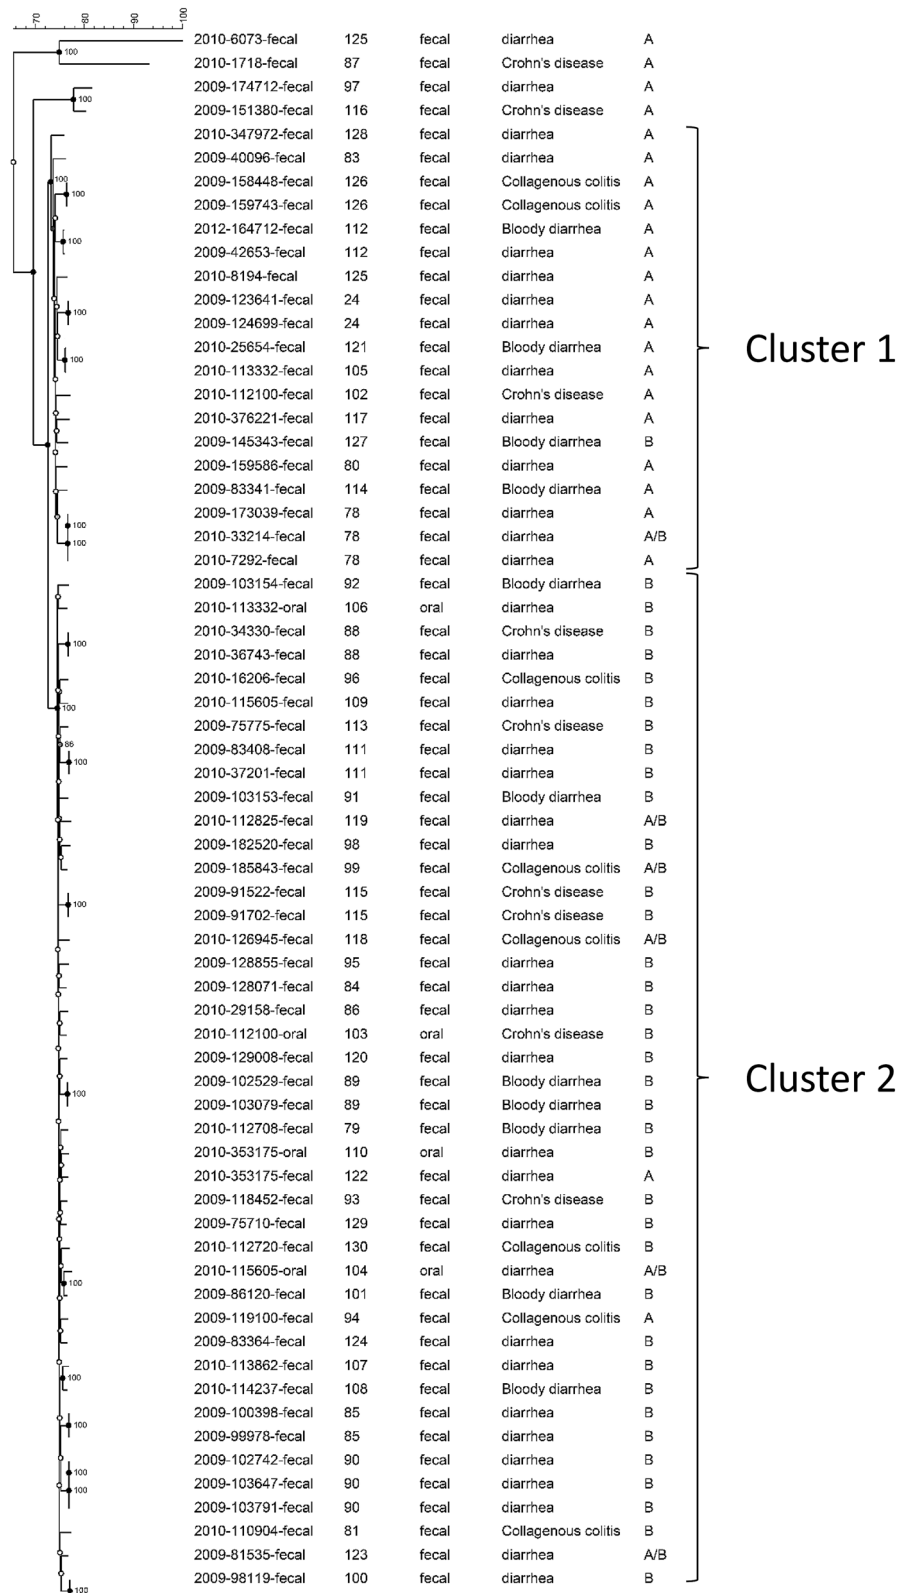 70 80 90 100
2010-6073-fecal 125 fecal diarrhea A
100
2010-1718-fecal 87 fecal Crohn's disease A
2009-174712-fecal 97 fecal diarrhea A
100
2009-151380-fecal 116 fecal Crohn's disease A
2010-347972-fecal 128 fecal diarrhea A
2009-40096-fecal 83 fecal diarrhea A
100 2009-158448-fecal 126 fecal Collagenous colitis A
100
2009-159743-fecal 126 fecal Collagenous colitis A
2012-164712-fecal 112 fecal Bloody diarrhea A
100
2009-42653-fecal 112 fecal diarrhea A
2010-8194-fecal 125 fecal diarrhea A
2009-123641-fecal 24 fecal diarrhea A
100
2009-124699-fecal 24 fecal diarrhea A
2010-25654-fecal 121 fecal Bloody diarrhea A
Cluster 1
100
2010-113332-fecal 105 fecal diarrhea A
2010-112100-fecal 102 fecal Crohn's disease A
2010-376221-fecal 117 fecal diarrhea A
2009-145343-fecal 127 fecal Bloody diarrhea B
2009-159586-fecal 80 fecal diarrhea A
2009-83341-fecal 114 fecal Bloody diarrhea A
2009-173039-fecal 78 fecal diarrhea A
100
2010-33214-fecal 78 fecal diarrhea A/B
100
2010-7292-fecal 78 fecal diarrhea A
2009-103154-fecal 92 fecal Bloody diarrhea B
2010-113332-oral 106 oral diarrhea B
2010-34330-fecal 88 fecal Crohn's disease B
100
2010-36743-fecal 88 fecal diarrhea B
2010-16206-fecal 96 fecal Collagenous colitis B
2010-115605-fecal 109 fecal diarrhea B
100
2009-75775-fecal 113 fecal Crohn's disease B
86
2009-83408-fecal 111 fecal diarrhea B
100
2010-37201-fecal 111 fecal diarrhea B
2009-103153-fecal 91 fecal Bloody diarrhea B
2010-112825-fecal 119 fecal diarrhea A/B
2009-182520-fecal 98 fecal diarrhea B
2009-185843-fecal 99 fecal Collagenous colitis A/B
2009-91522-fecal 115 fecal Crohn's disease B
100
2009-91702-fecal 115 fecal Crohn's disease B
2010-126945-fecal 118 fecal Collagenous colitis A/B
2009-128855-fecal 95 fecal diarrhea B
2009-128071-fecal 84 fecal diarrhea B
2010-29158-fecal 86 fecal diarrhea B
2010-112100-oral 103 oral Crohn's disease B
2009-129008-fecal 120 fecal diarrhea B
Cluster 2
2009-102529-fecal 89 fecal Bloody diarrhea B
100
2009-103079-fecal 89 fecal Bloody diarrhea B
2010-112708-fecal 79 fecal Bloody diarrhea B
2010-353175-oral 110 oral diarrhea B
2010-353175-fecal 122 fecal diarrhea A
2009-118452-fecal 93 fecal Crohn's disease B
2009-75710-fecal 129 fecal diarrhea B
2010-112720-fecal 130 fecal Collagenous colitis B
2010-115605-oral 104 oral diarrhea A/B
100
2009-86120-fecal 101 fecal Bloody diarrhea B
2009-119100-fecal 94 fecal Collagenous colitis A
2009-83364-fecal 124 fecal diarrhea B
2010-113862-fecal 107 fecal diarrhea B
100
2010-114237-fecal 108 fecal Bloody diarrhea B
2009-100398-fecal 85 fecal diarrhea B
100
2009-99978-fecal 85 fecal diarrhea B
2009-102742-fecal 90 fecal diarrhea B
100
2009-103647-fecal 90 fecal diarrhea B
100
2009-103791-fecal 90 fecal diarrhea B
2010-110904-fecal 81 fecal Collagenous colitis B
2009-81535-fecal 123 fecal diarrhea A/B
2009-98119-fecal 100 fecal diarrhea B
100